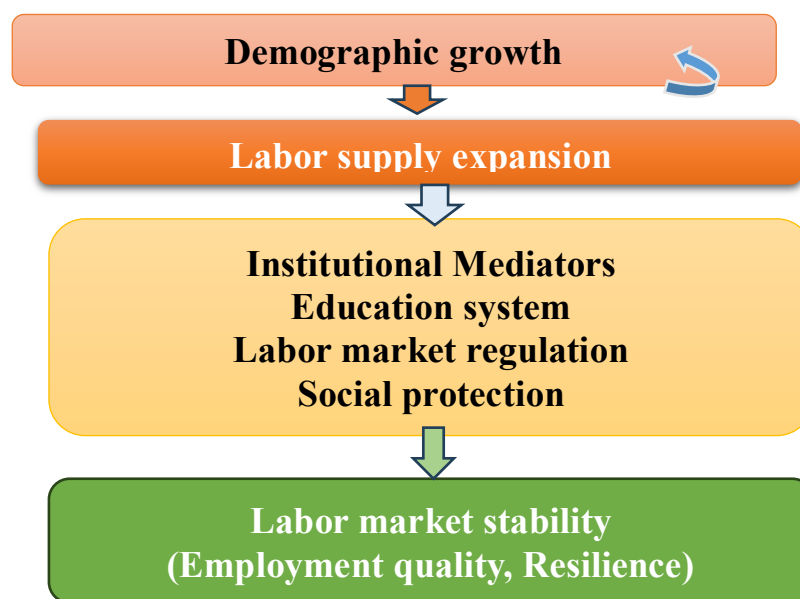 Demographic growth
Labor supply expansion
Institutional Mediators
Education system
Labor market regulation
Social protection
Labor market stability
(Employment quality, Resilience)